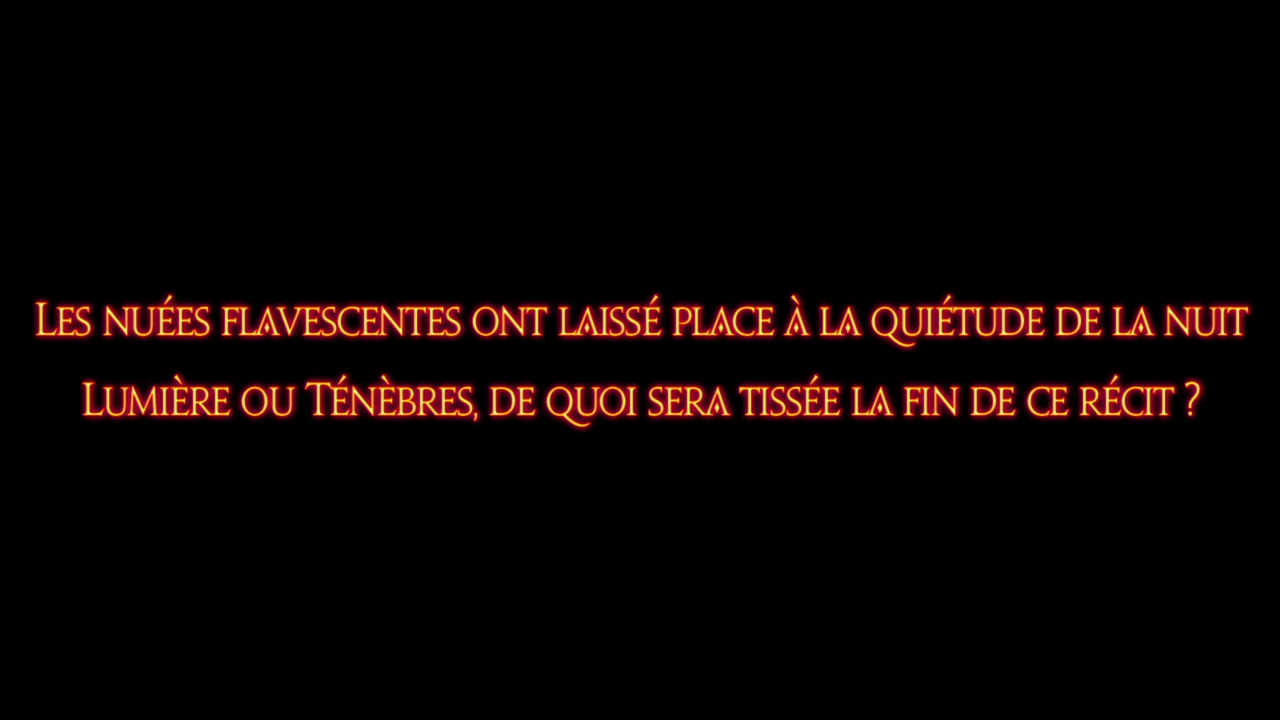 Les nuées flavescentes ont laissé place à la quiétude de la nuit
Lumière ou Ténèbres, de quoi sera tissée la fin de ce récit ?